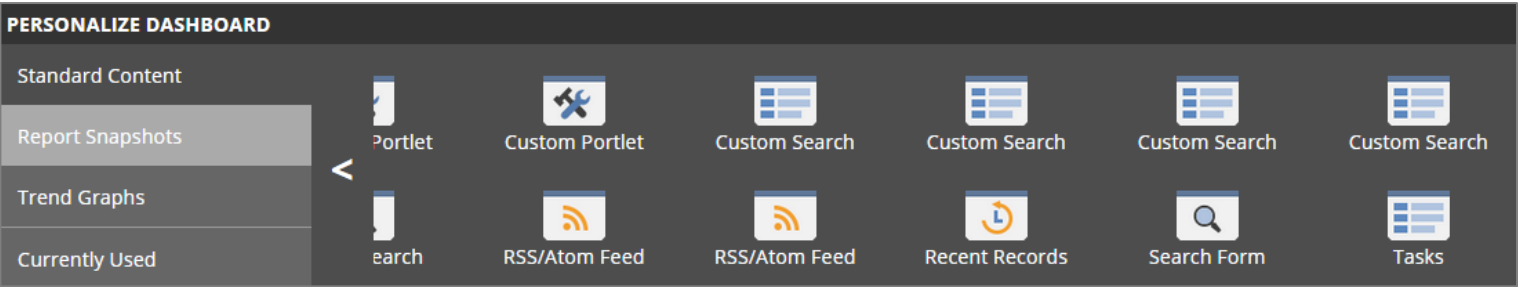 PERSONALIZE DASHBOARD
Standard Content
Report Snapshots
Trend Graphs
Currently Used
<
Portlet
Custom Portlet
Custom Search
Custom Search
Custom Search
Custom Search
earch
RSS/Atom Feed
RSS/Atom Feed
Recent Records
Search Form
Tasks